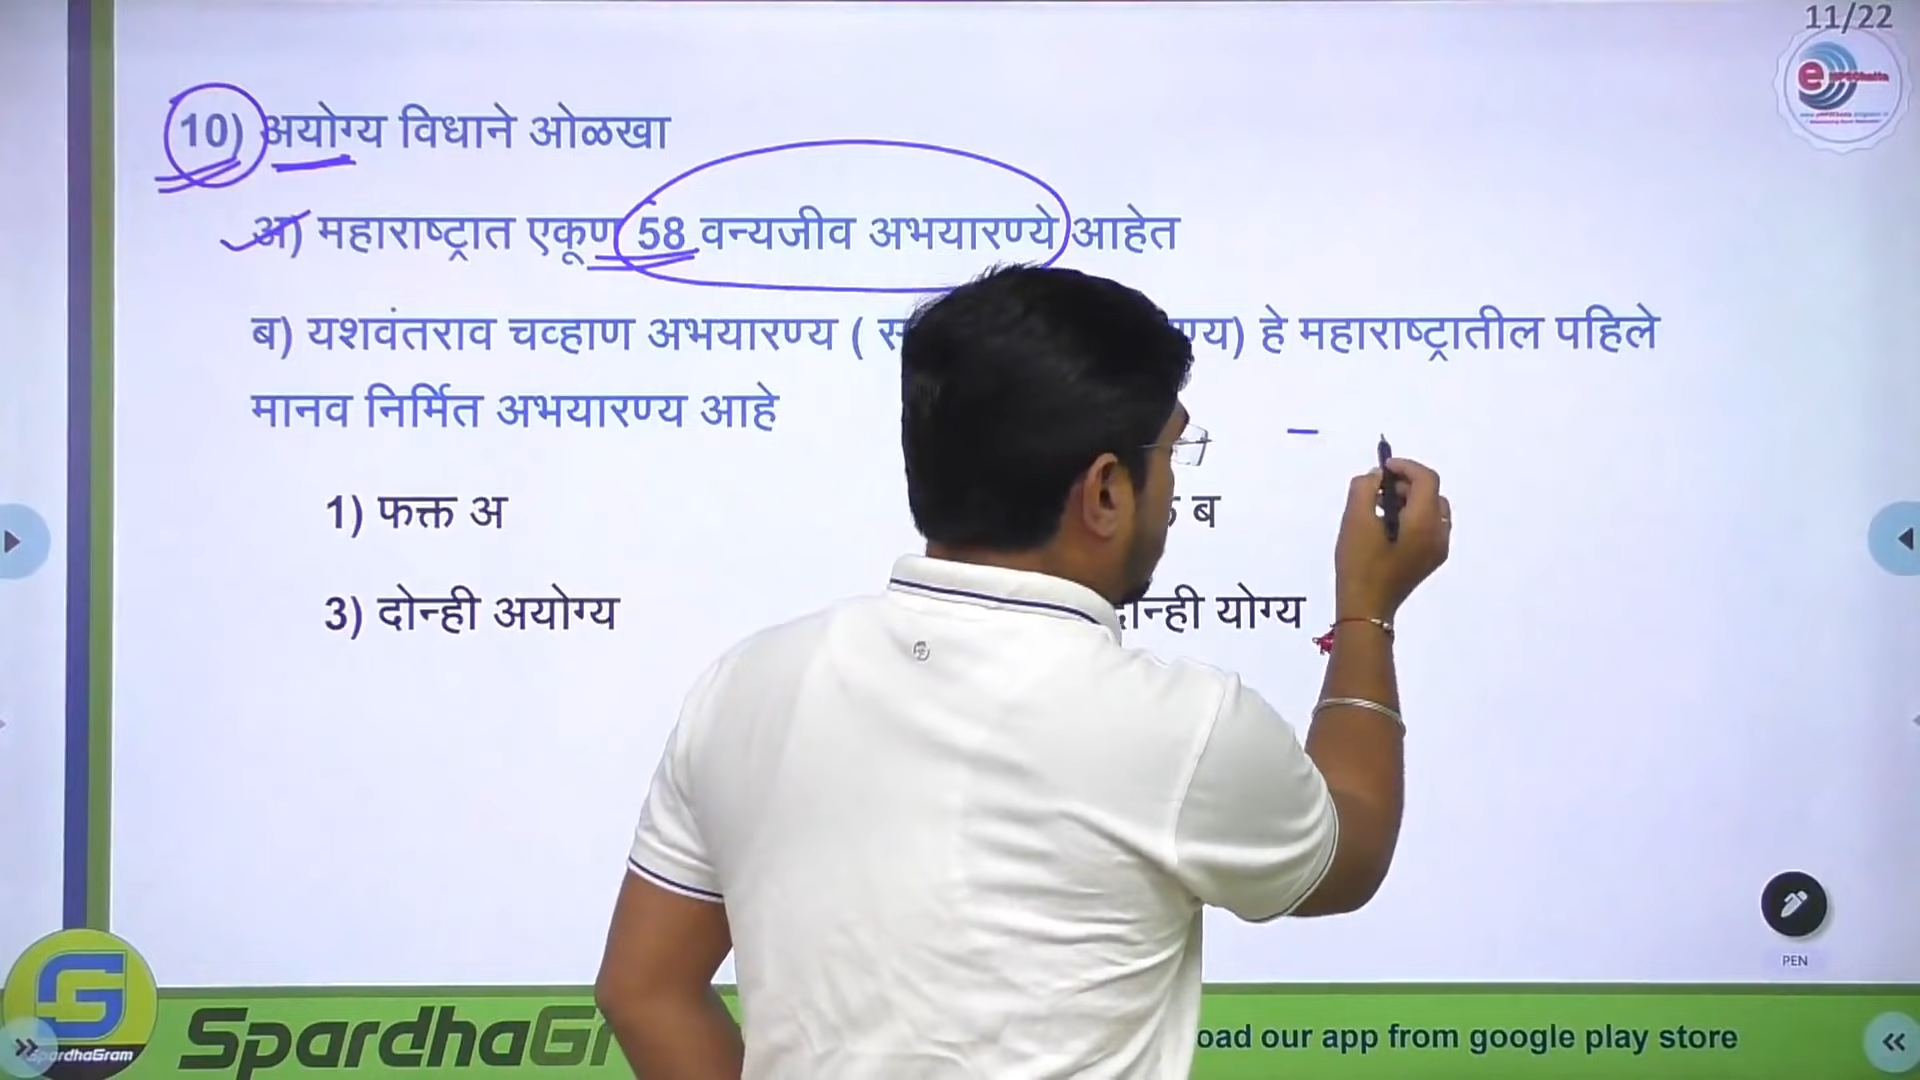 11/22
10) अयोग्य विधाने ओळखा
अ) महाराष्ट्रात एकूण 58 वन्यजीव अभयारण्ये आहेत
ब) यशवंतराव चव्हाण अभयारण्य ( हे महाराष्ट्रातील पहिले
मानव निर्मित अभयारण्य आहे
1) फक्त अ
ब
3) दोन्ही अयोग्य
योग्य
PEN
SpardhaGram
our app from google play store